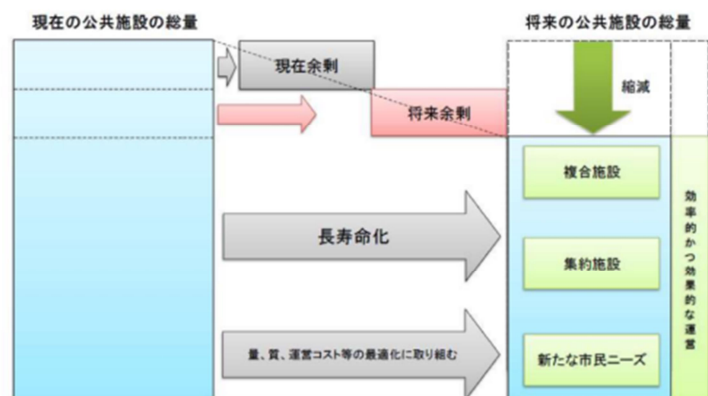 現在の公共施設の総量
将来の公共施設の総量
現在余剰
縮減
将来余剰
複合施設
長寿命化
集約施設
効率的かつ効果的な運営
量、質、運営コスト等の最適化に取り組む
新たな市民ニーズ